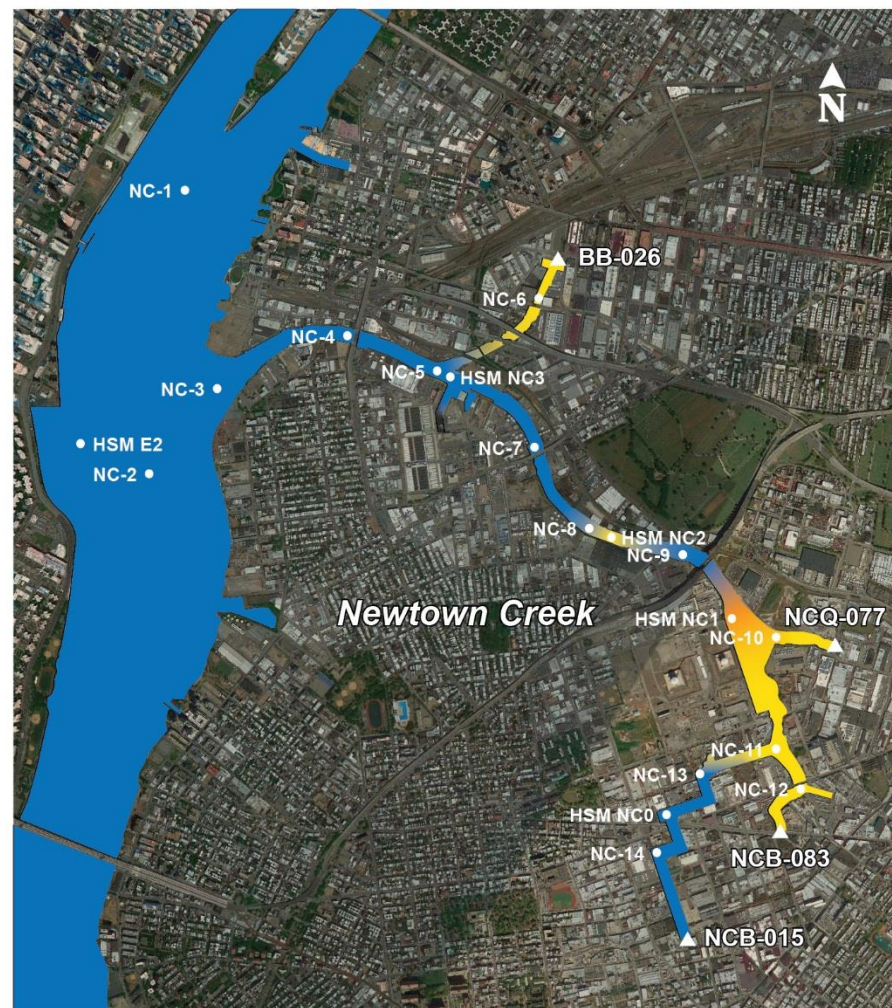 N
NC-1
BB-026
NC-6
NC-4
NC-5
HSM NC3
NC-3
HSM E2
NC-2
NC-7
NC-8
HSM NC2
NC-9
Newtown Creek
HSM NC1
NCQ-077
NC-10
NC-11
NC-13
NC-12
HSM NC0
NCB-083
NC-14
NCB-015